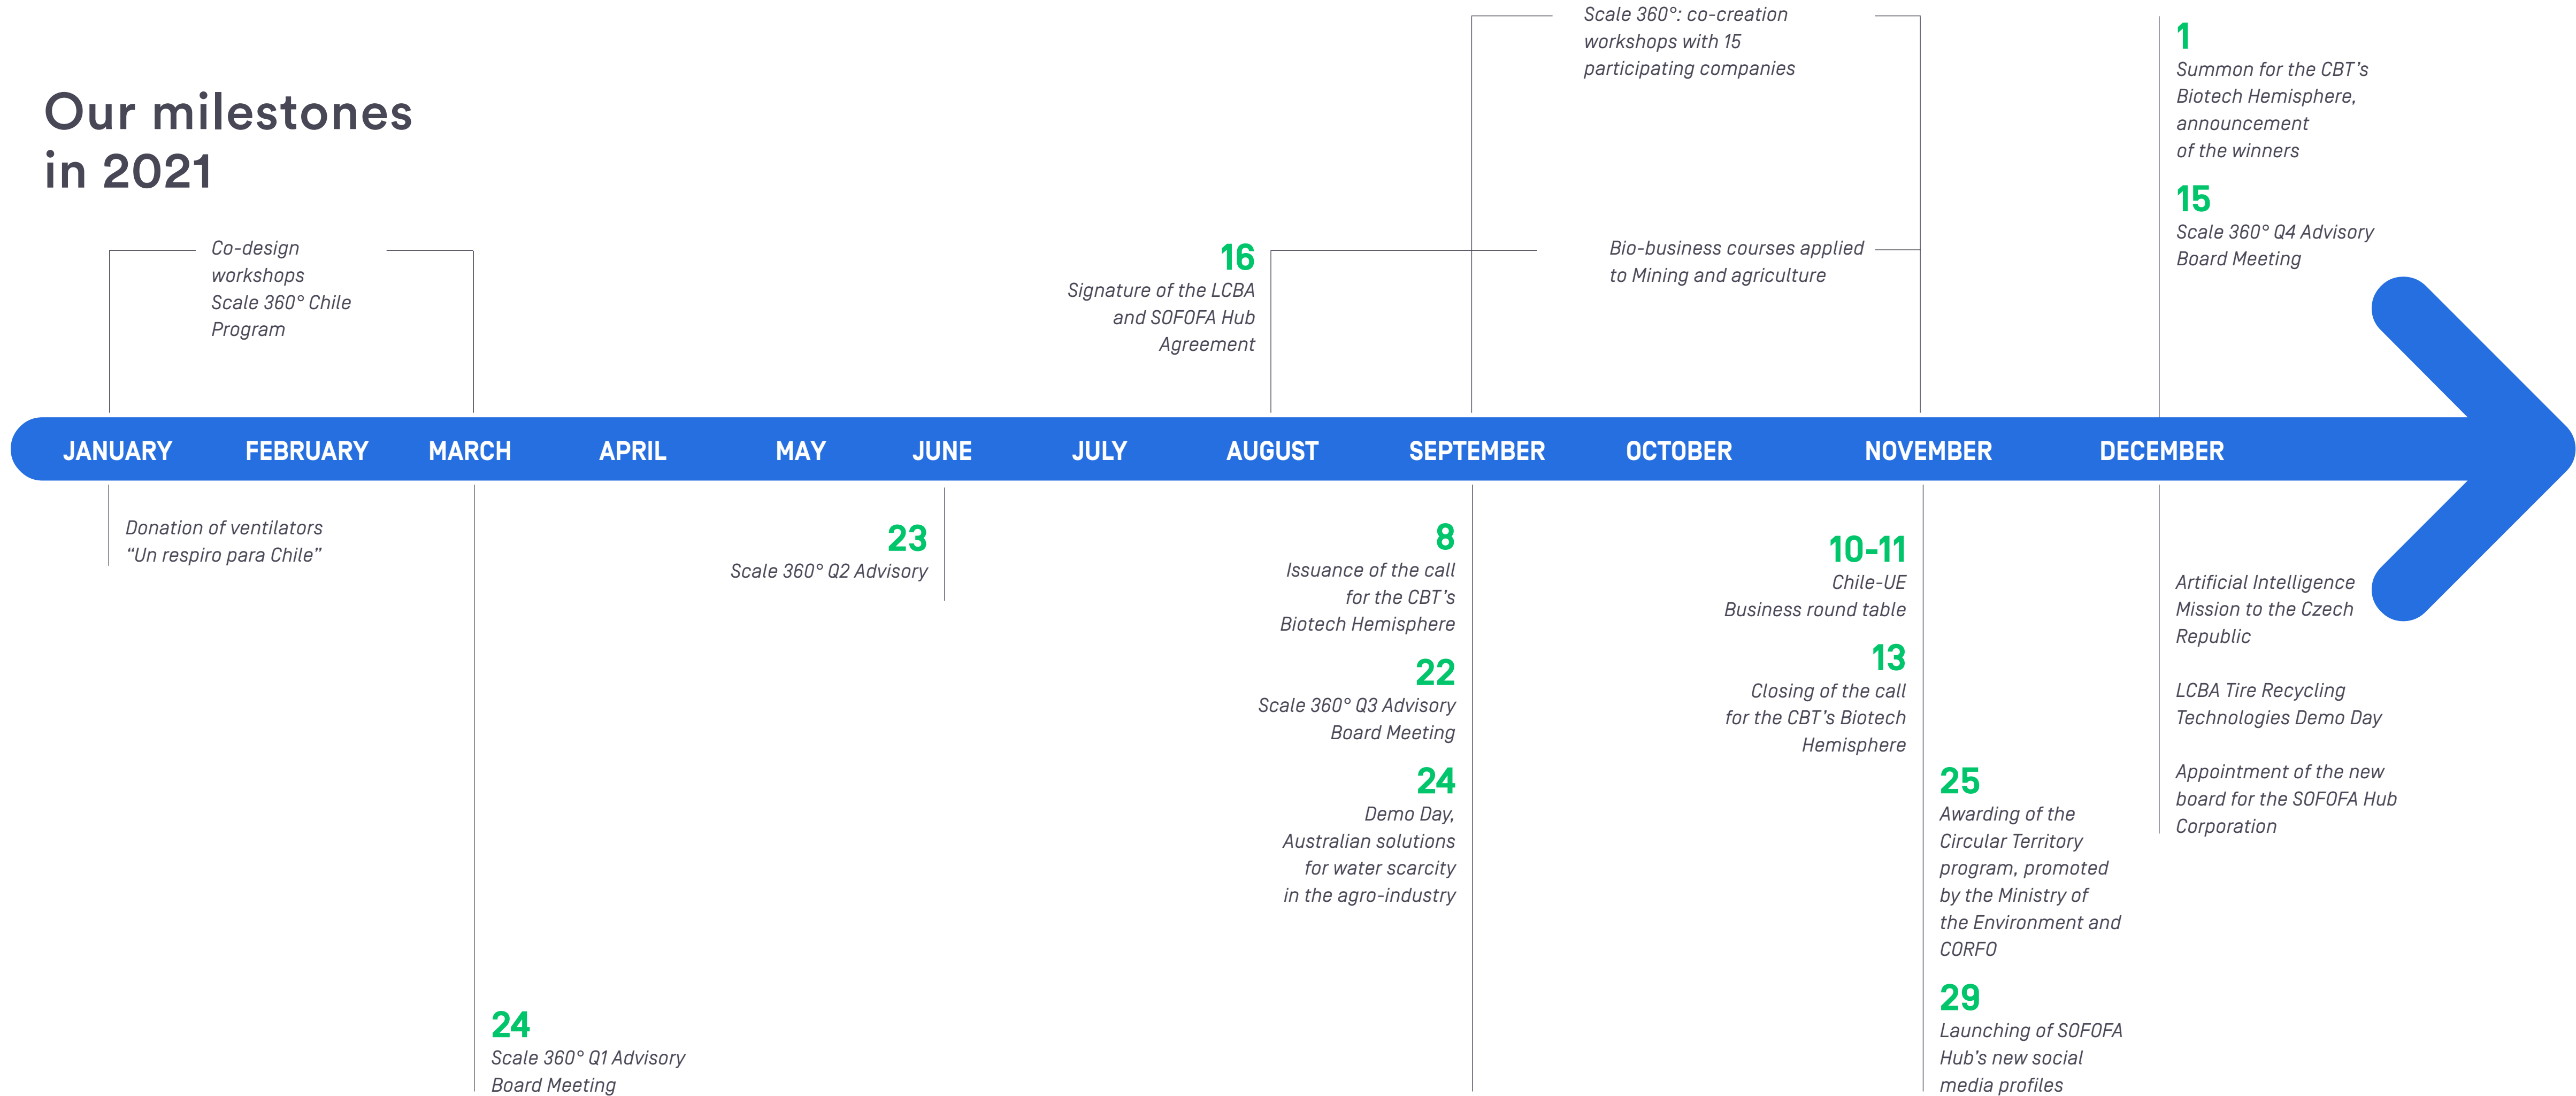 Our milestones
in 2021
Co-design
workshops
Scale 360° Chile
Program
16
Signature of the LCBA
and SOFOFA Hub
Agreement
Scale 360°: co-creation
workshops with 15
participating companies
Bio-business courses applied
to Mining and agriculture
1
Summon for the CBT’s
Biotech Hemisphere,
announcement
of the winners
15
Scale 360° Q4 Advisory
Board Meeting
JANUARY
FEBRUARY
MARCH
APRIL
MAY
JUNE
JULY
AUGUST
SEPTEMBER
OCTOBER
NOVEMBER
DECEMBER
Donation of ventilators
“Un respiro para Chile”
24
Scale 360° Q1 Advisory
Board Meeting
23
Scale 360° Q2 Advisory
8
Issuance of the call
for the CBT’s
Biotech Hemisphere
22
Scale 360° Q3 Advisory
Board Meeting
24
Demo Day,
Australian solutions
for water scarcity
in the agro-industry
10-11
Chile-UE
Business round table
13
Closing of the call
for the CBT’s Biotech
Hemisphere
25
Awarding of the
Circular Territory
program, promoted
by the Ministry of
the Environment and
CORFO
29
Launching of SOFOFA
Hub’s new social
media profiles
Artificial Intelligence
Mission to the Czech
Republic
LCBA Tire Recycling
Technologies Demo Day
Appointment of the new
board for the SOFOFA Hub
Corporation